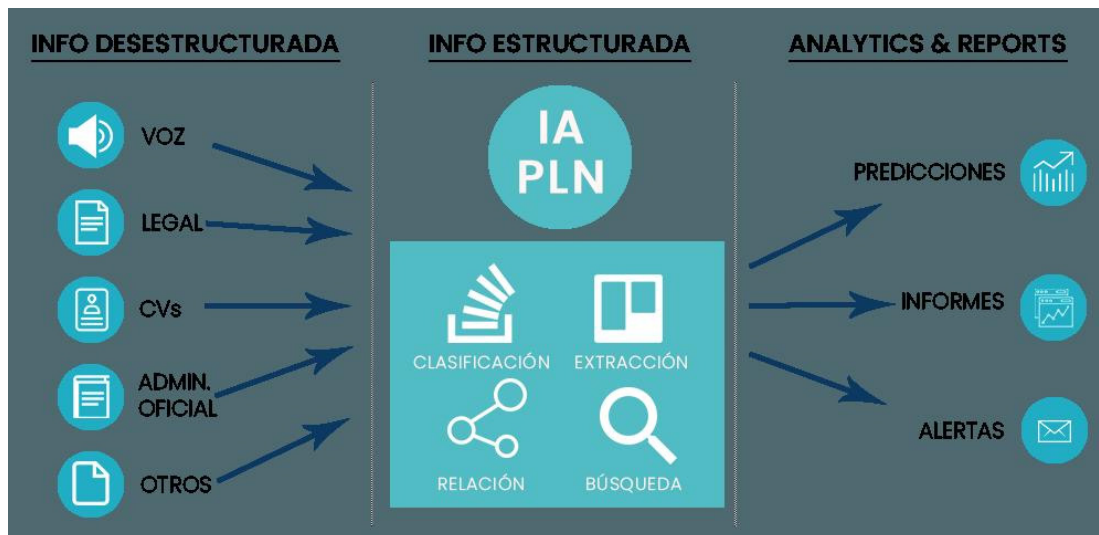 INFO DESESTRUCTURADA
VOZ
LEGAL
CVs
ADMIN.
OFICIAL
OTROS
INFO ESTRUCTURADA
IA
PLN
CLASIFICACIÓN
EXTRACCIÓN
RELACIÓN
BÚSQUEDA
ANALYTICS & REPORTS
PREDICCIONES
INFORMES
ALERTAS